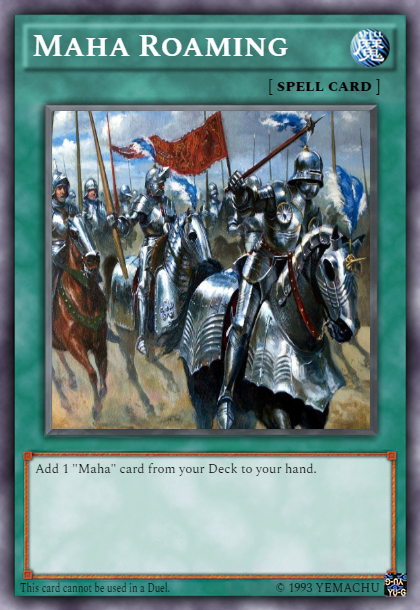 Maha Roaming
魔
[ SPELL CARD ]
Add 1 "Maha" card from your Deck to your hand.
This card cannot be used in a Duel.
© 1993 YEMACHU